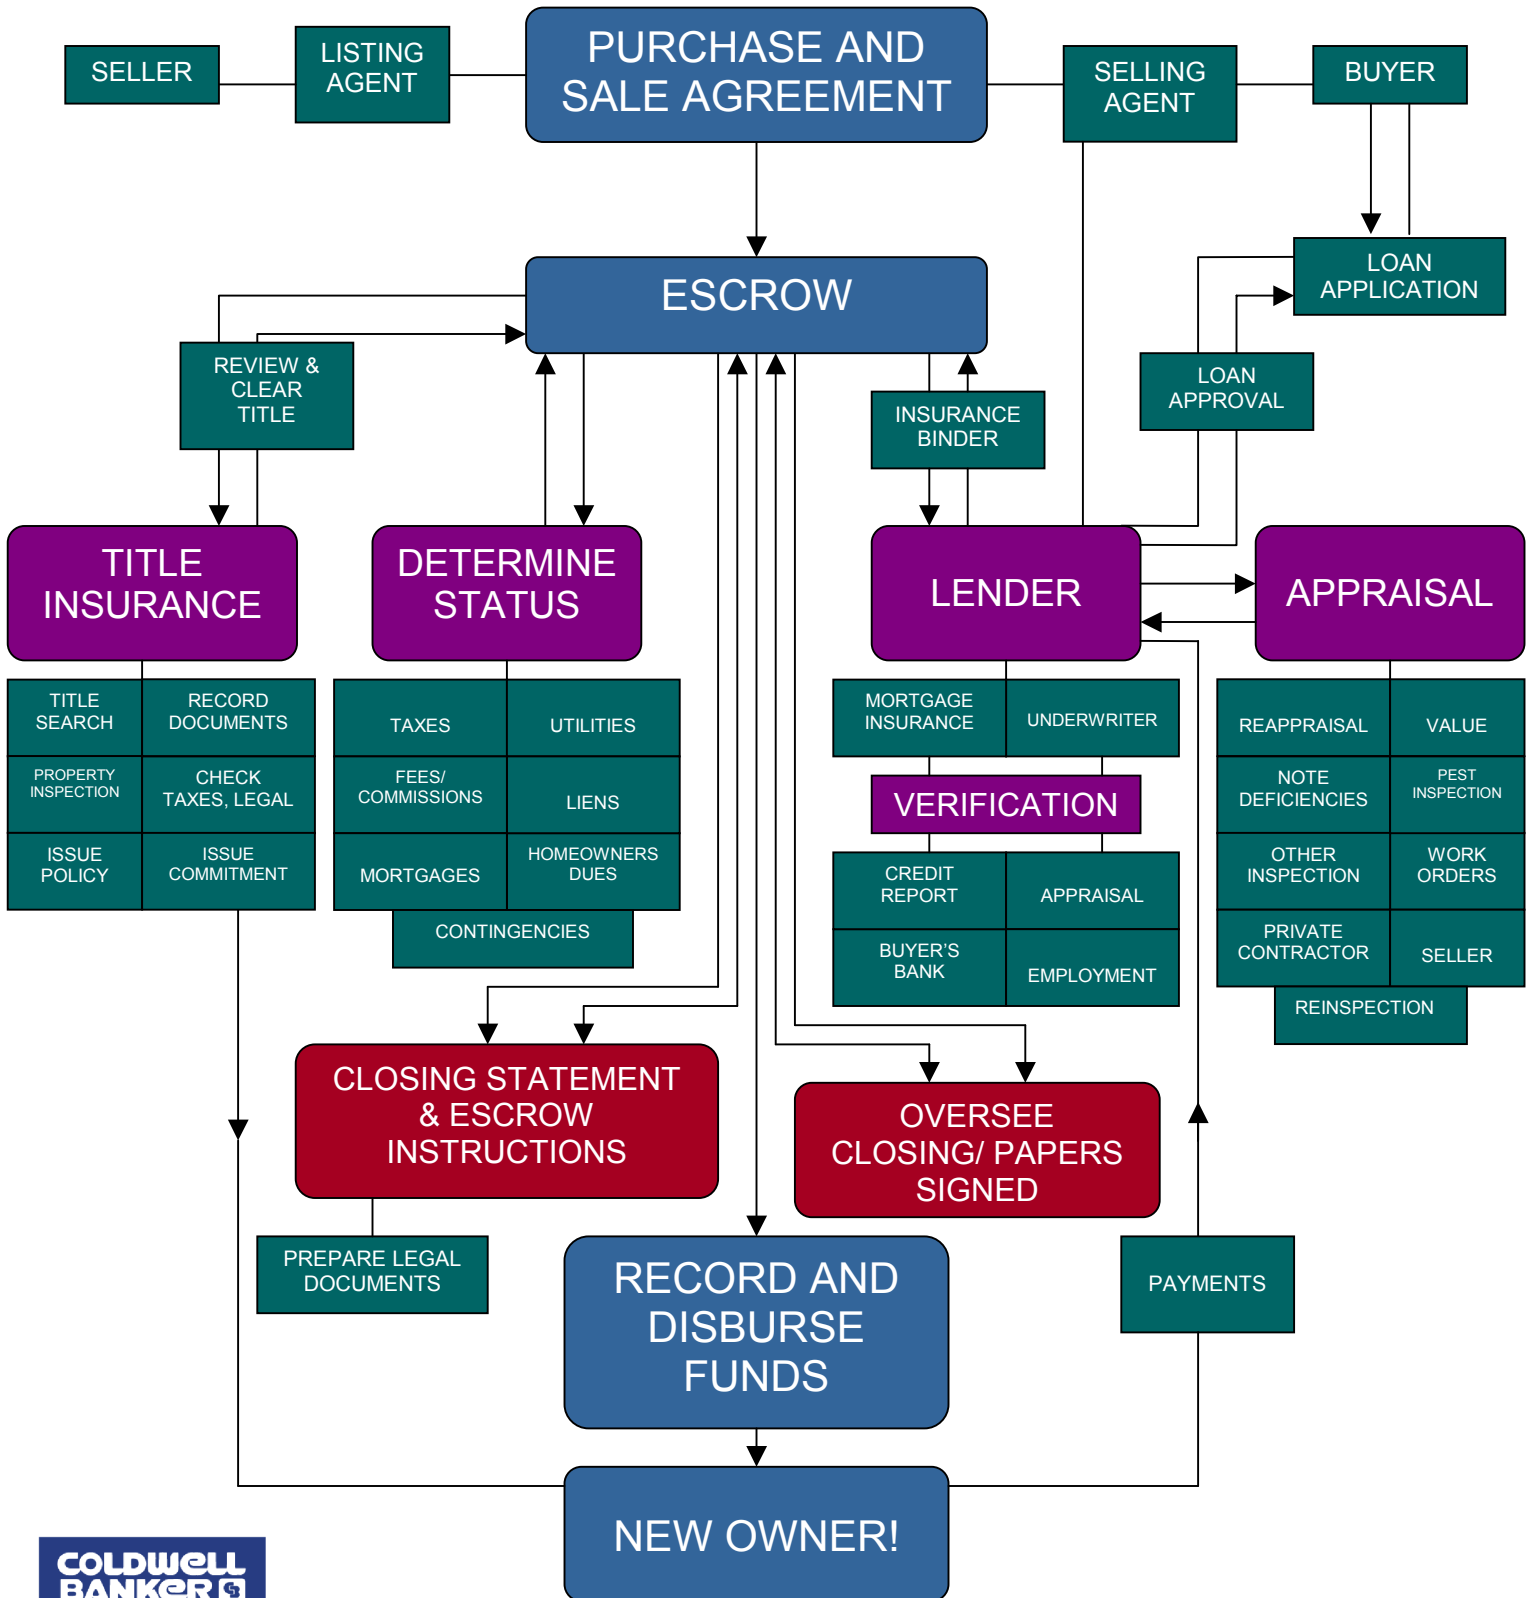 SELLER
LISTING
AGENT
PURCHASE AND
SALE AGREEMENT
SELLING
AGENT
BUYER
ESCROW
LOAN
APPLICATION
REVIEW &
CLEAR
TITLE
INSURANCE
BINDER
LOAN
APPROVAL
TITLE
INSURANCE
DETERMINE
STATUS
LENDER
APPRAISAL
TITLE
SEARCH
RECORD
DOCUMENTS
PROPERTY
INSPECTION
CHECK
TAXES, LEGAL
ISSUE
POLICY
ISSUE
COMMITMENT
TAXES
UTILITIES
FEES/
COMMISSIONS
LIENS
MORTGAGES
HOMEOWNERS
DUES
CONTINGENCIES
MORTGAGE
INSURANCE
UNDERWRITER
VERIFICATION
CREDIT
REPORT
APPRAISAL
BUYER’S
BANK
EMPLOYMENT
REAPPRAISAL
VALUE
NOTE
DEFICIENCIES
PEST
INSPECTION
OTHER
INSPECTION
WORK
ORDERS
PRIVATE
CONTRACTOR
SELLER
REINSPECTION
CLOSING STATEMENT
& ESCROW
INSTRUCTIONS
OVERSEE
CLOSING/ PAPERS
SIGNED
PREPARE LEGAL
DOCUMENTS
RECORD AND
DISBURSE
FUNDS
PAYMENTS
NEW OWNER!
COLDWELL
BANKER CB